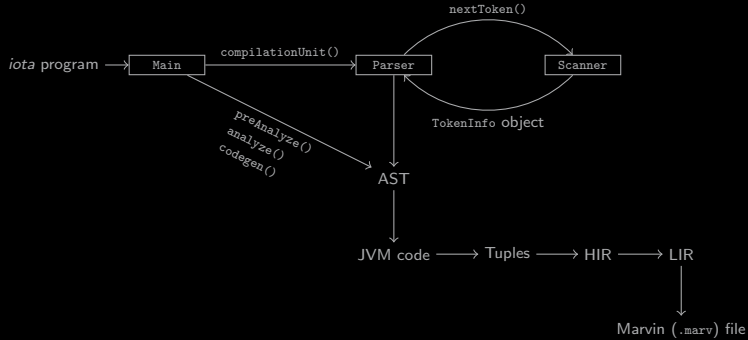 nextToken()
iota program
Main
compilationUnit()
Parser
Scanner
TokenInfo object
preAnalyze()
analyze()
codegen()
AST
JVM code
Tuples
HIR
LIR
Marvin (.marv) file